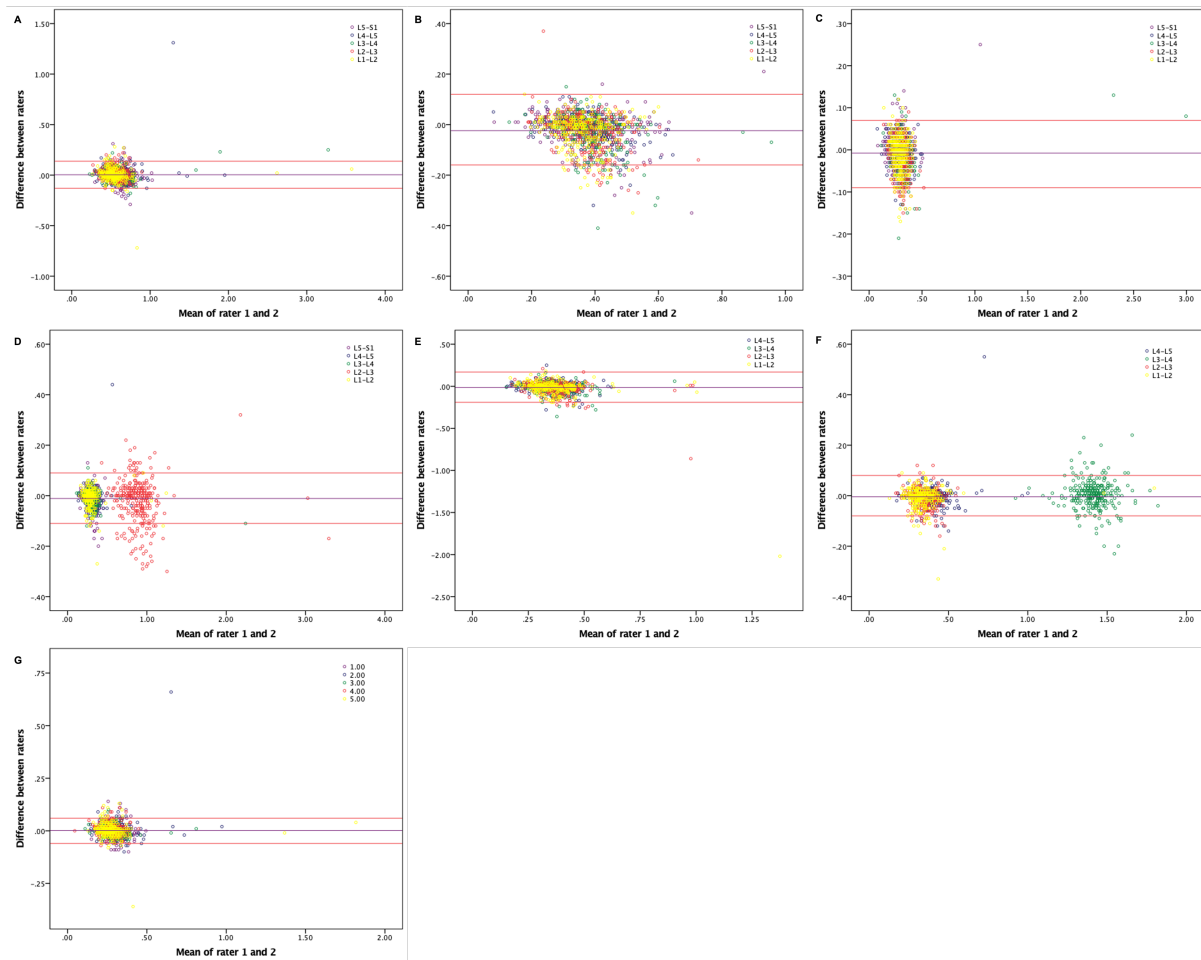 A
Difference between raters
1.50
1.00
.50
.00
-.50
-1.00
.00 1.00 2.00 3.00 4.00
Mean of rater 1 and 2
L5-S1
L4-L5
L3-L4
L2-L3
L1-L2
B
Difference between raters
.40
.20
.00
-.20
-.40
-.60
.00 .20 .40 .60 .80 1.00
Mean of rater 1 and 2
L5-S1
L4-L5
L3-L4
L2-L3
L1-L2
C
Difference between raters
.30
.20
.10
.00
-.10
-.20
-.30
.00 .50 1.00 1.50 2.00 2.50 3.00
Mean of rater 1 and 2
L5-S1
L4-L5
L3-L4
L2-L3
L1-L2
D
Difference between raters
.60
.40
.20
.00
-.20
-.40
.00 1.00 2.00 3.00 4.00
Mean of rater 1 and 2
L5-S1
L4-L5
L3-L4
L2-L3
L1-L2
E
Difference between raters
.50
.00
-.50
-1.00
-1.50
-2.00
-2.50
.00 .25 .50 .75 1.00 1.25
Mean of rater 1 and 2
L4-L5
L3-L4
L2-L3
L1-L2
F
Difference between raters
.60
.40
.20
.00
-.20
-.40
.00 .50 1.00 1.50 2.00
Mean of rater 1 and 2
L4-L5
L3-L4
L2-L3
L1-L2
G
Difference between raters
.75
.50
.25
.00
-.25
.00 .50 1.00 1.50 2.00
Mean of rater 1 and 2
1.00
2.00
3.00
4.00
5.00